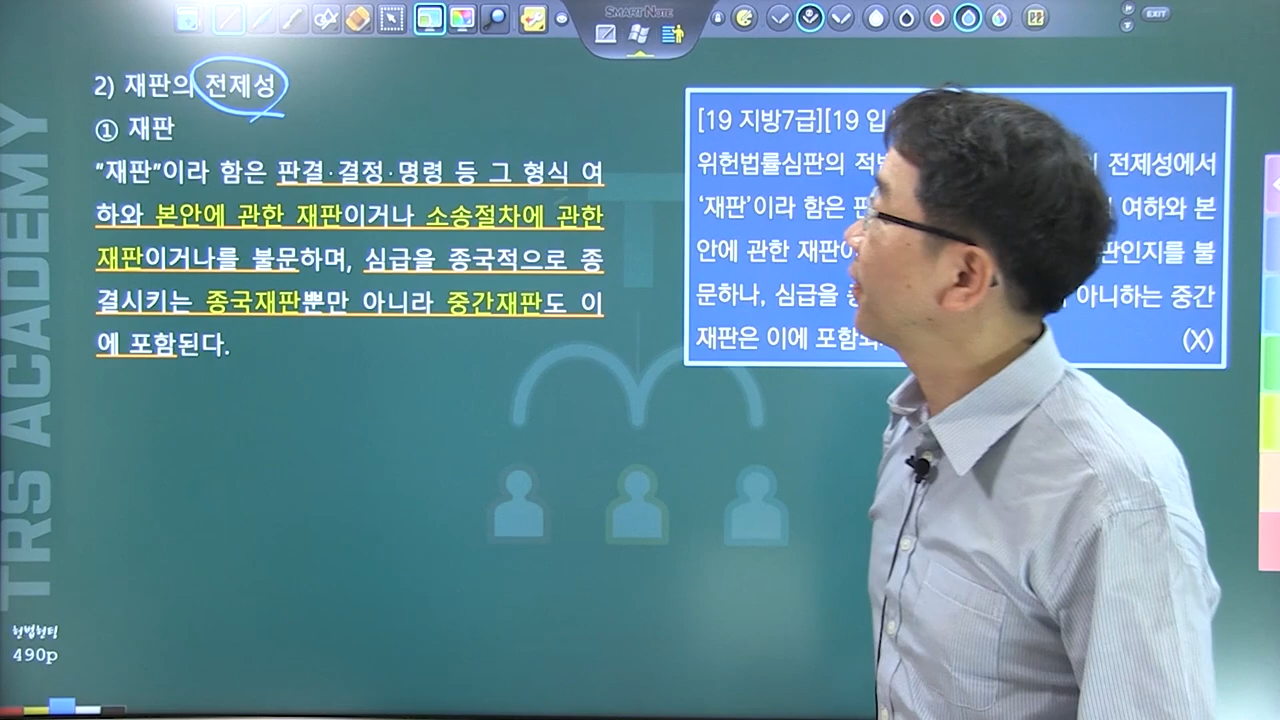 SMARTNOTE
EXIT
2) 재판의 전제성
① 재판
"재판"이라 함은 판결·결정·명령 등 그 형식 여
하와 본안에 관한 재판이거나 소송절차에 관한
재판이거나를 불문하며, 심급을 종국적으로 종
결시키는 종국재판뿐만 아니라 중간재판도 이
에 포함된다.
[19 지방7급][19 입
위헌법률심판의 전제성에서
'재판'이라 함은 여하와 본
안에 관한 재판이 불
문하나, 심급을 아니하는 중간
재판은 이에 포함되
(X)
TRS ACADEMY
헌법헌팅
490p